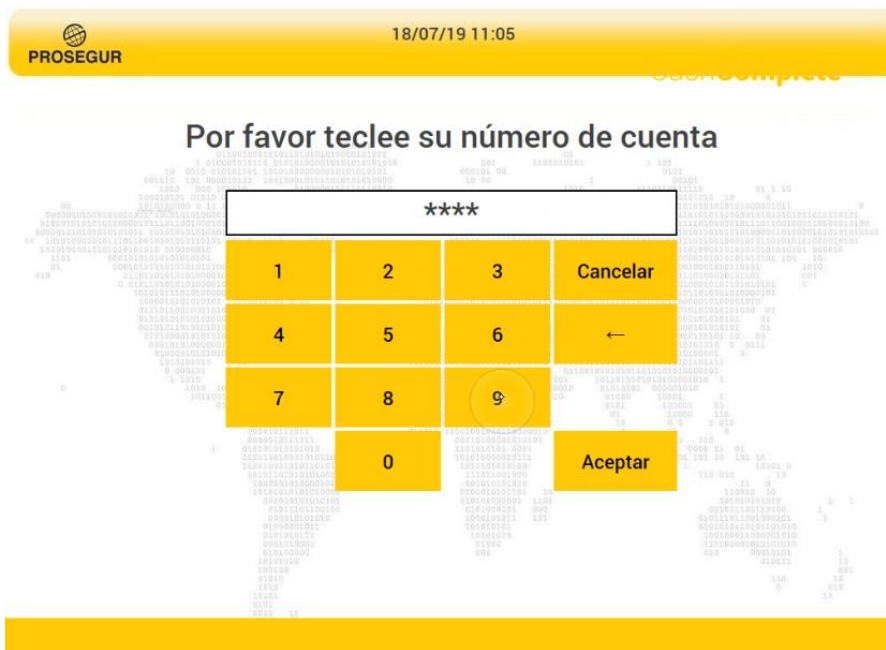 PROSEGUR
18/07/19 11:05
Por favor teclee su número de cuenta
****
1 2 3 Cancelar
4 5 6 ←
7 8 9
0 Aceptar